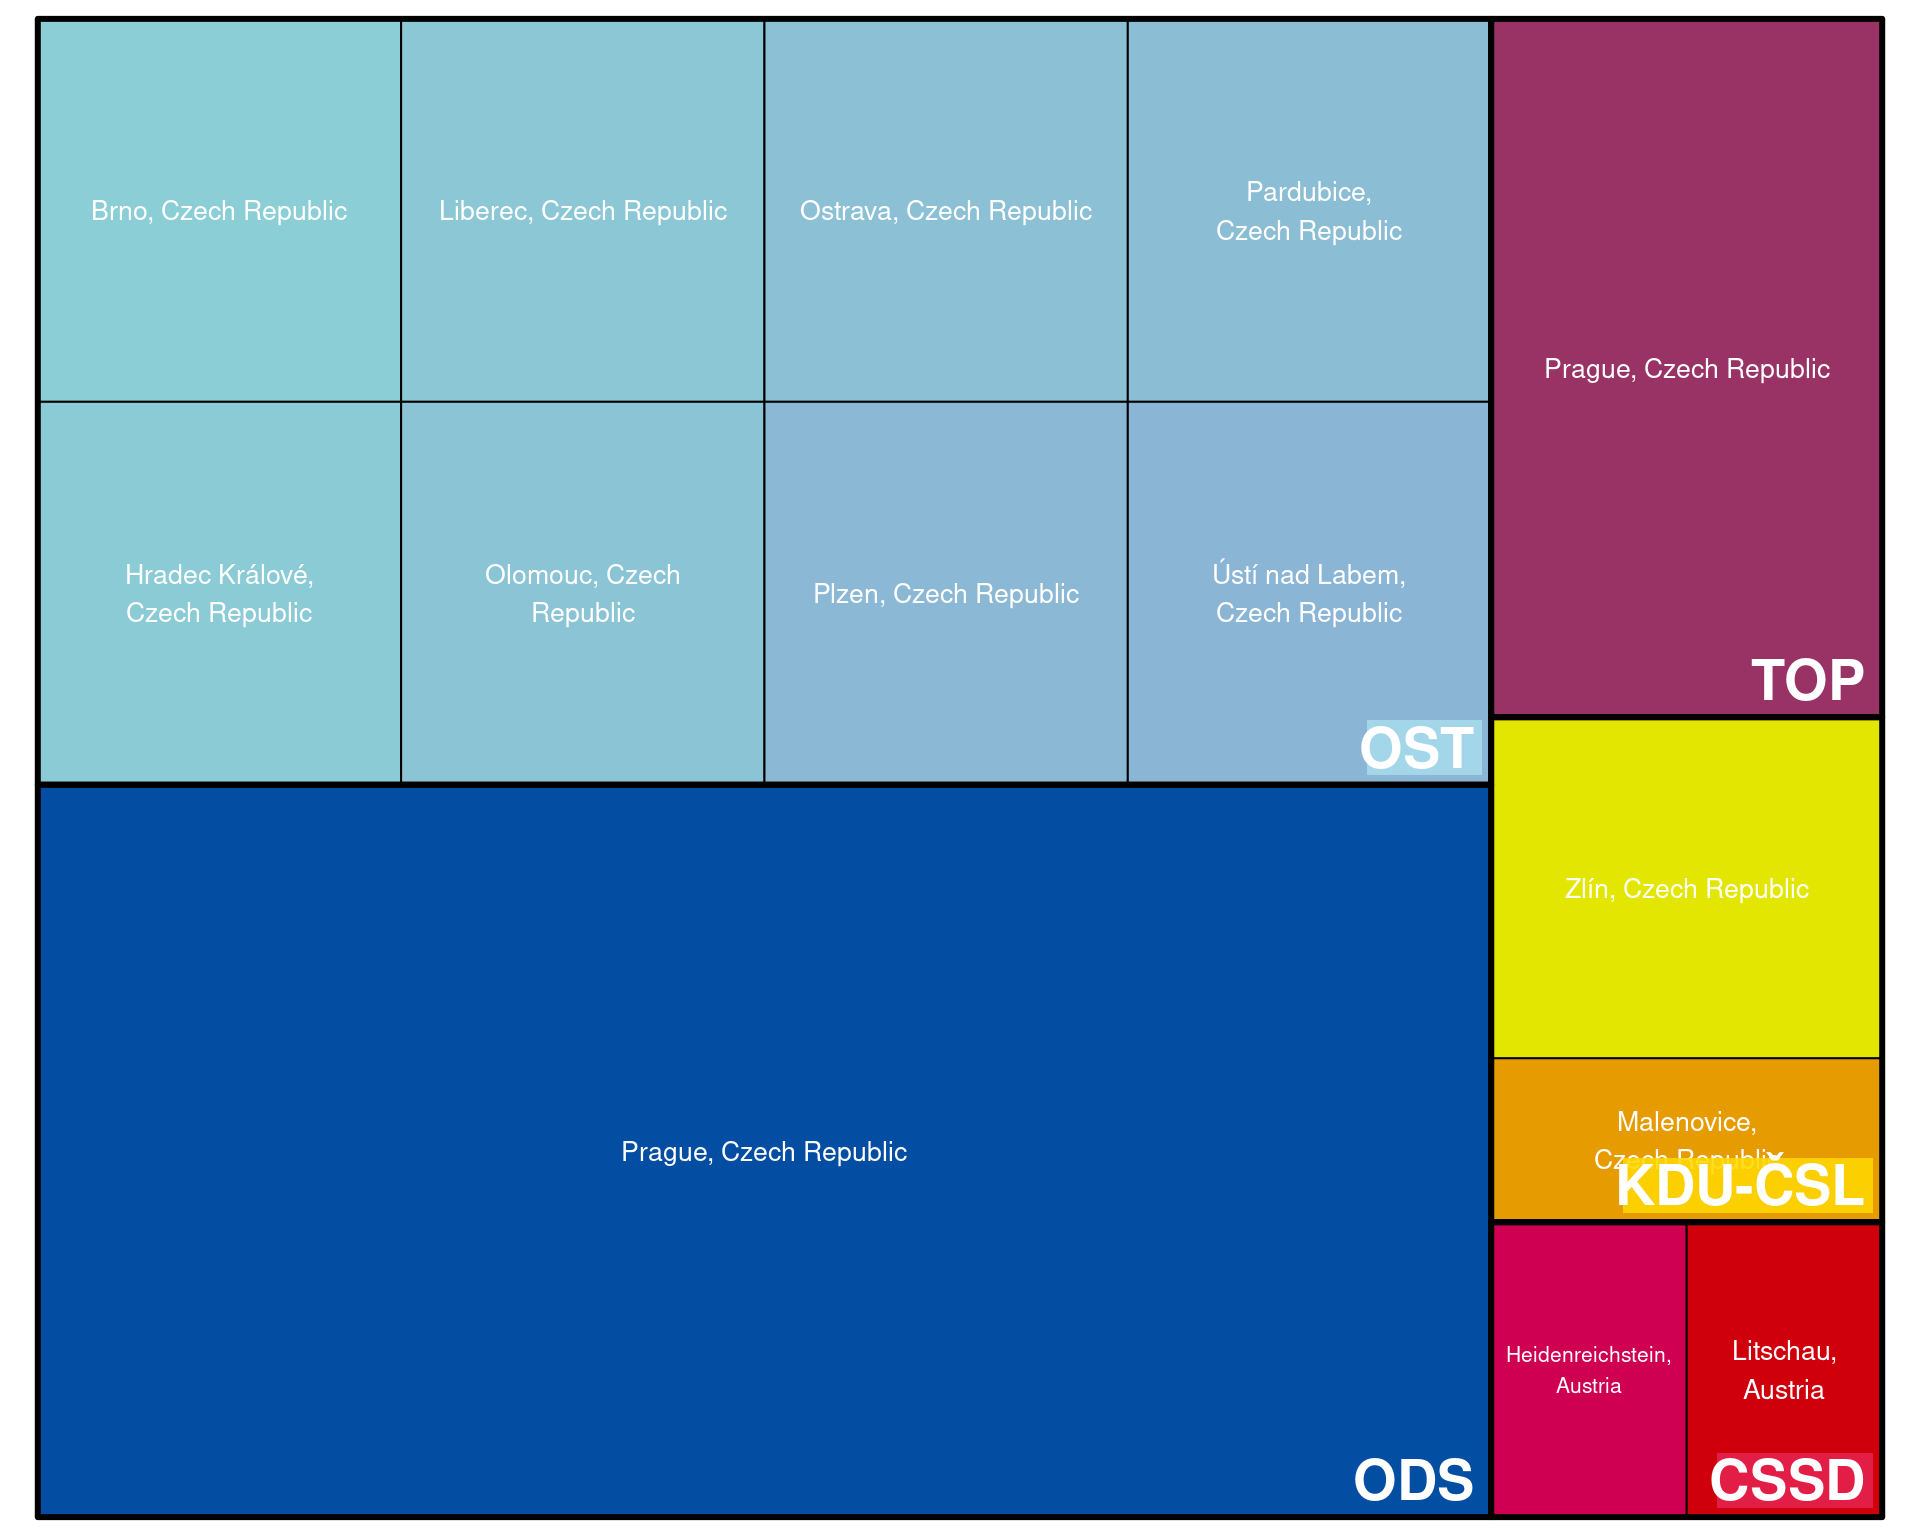 Brno, Czech Republic
Liberec, Czech Republic
Ostrava, Czech Republic
Pardubice,
Czech Republic
Hradec Králové,
Czech Republic
Olomouc, Czech
Republic
Plzen, Czech Republic
Ústí nad Labem,
Czech Republic
OST
Prague, Czech Republic
ODS
Prague, Czech Republic
TOP
Zlín, Czech Republic
Malenovice,
Czech Republic
KDU-ČSL
Heidenreichstein,
Austria
Litschau,
Austria
CSSD